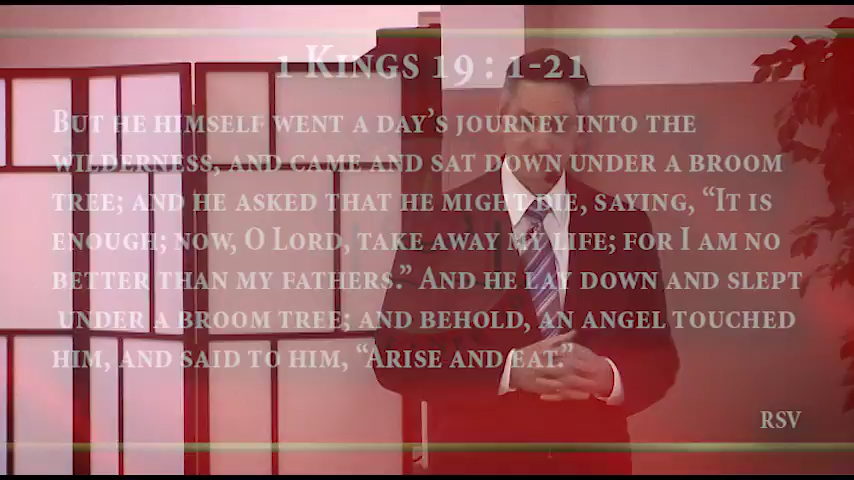 1 Kings 19 : 1-21
But he himself went a day’s journey into the
wilderness, and came and sat down under a broom
tree; and he asked that he might die, saying, “It is
enough; now, O Lord, take away my life; for I am no
better than my fathers.” And he lay down and slept
under a broom tree; and behold, an angel touched
him, and said to him, “Arise and eat.”
RSV